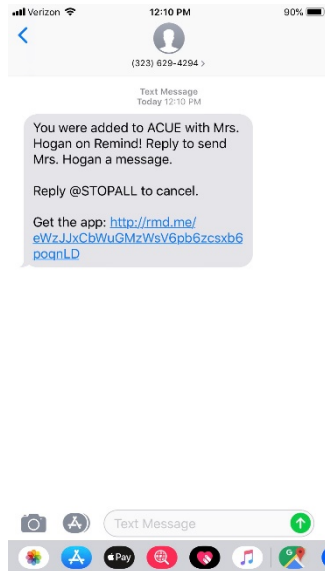 Verizon 12:10 PM 90%
(323) 629-4294 >
Text Message
Today 12:10 PM
You were added to ACUE with Mrs.
Hogan on Remind! Reply to send
Mrs. Hogan a message.
Reply @STOPALL to cancel.
Get the app: http://rmd.me/
eWzJJxCbWuGMzWsV6pb6zcsxb6
poqnLD
Text Message
Pay